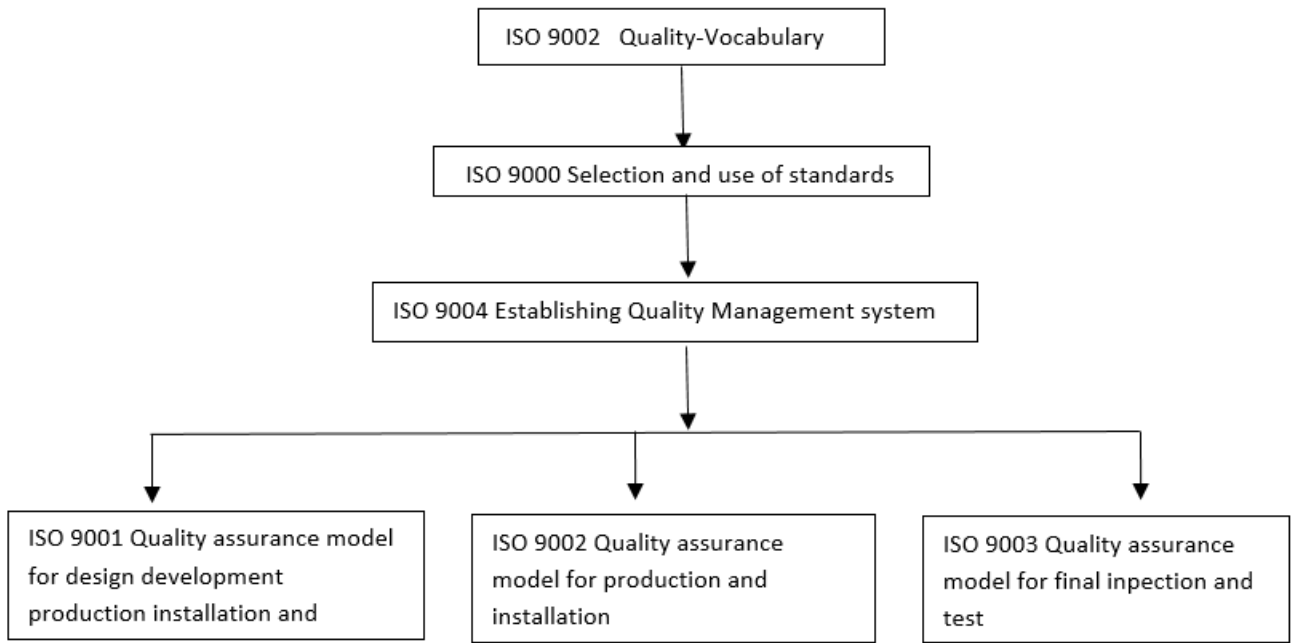 ISO 9002 Quality-Vocabulary
ISO 9000 Selection and use of standards
ISO 9004 Establishing Quality Management system
ISO 9001 Quality assurance model
for design development
production installation and
ISO 9002 Quality assurance
model for production and
installation
ISO 9003 Quality assurance
model for final inpection and
test